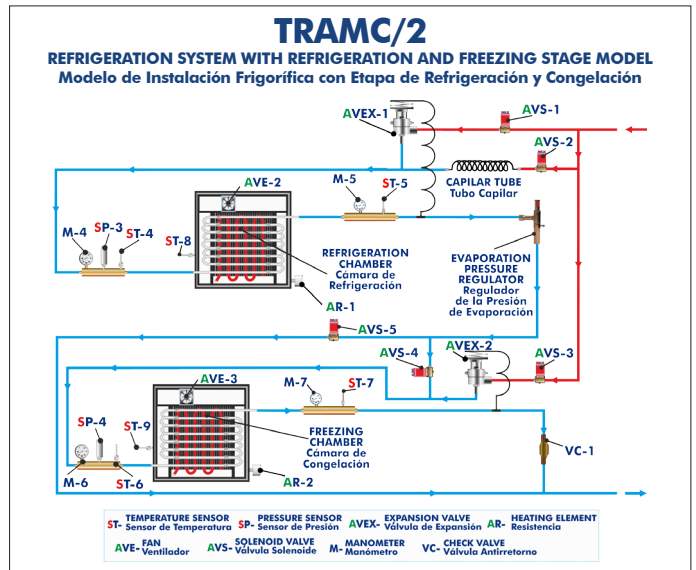 TRAMC/2
REFRIGERATION SYSTEM WITH REFRIGERATION AND FREEZING STAGE MODEL
Modelo de Instalación Frigorífica con Etapa de Refrigeración y Congelación
AVEX-1
AVS-1
AVS-2
CAPILAR TUBE
Tubo Capilar
AVE-2
M-5
ST-5
SP-3
M-4
ST-4
ST-8
REFRIGERATION
CHAMBER
Cámara de
Refrigeración
EVAPORATION
PRESSURE
REGULATOR
Regulador
de la Presión
de Evaporación
AR-1
AVS-5
AVS-4
AVEX-2
AVS-3
AVE-3
M-7
ST-7
SP-4
ST-9
FREEZING
CHAMBER
Cámara de
Congelación
VC-1
M-6
ST-6
AR-2
ST- TEMPERATURE SENSOR
Sensor de Temperatura
SP- PRESSURE SENSOR
Sensor de Presión
AVEX- EXPANSION VALVE
Válvula de Expansión
AR- HEATING ELEMENT
Resistencia
AVE- FAN
Ventilador
AVS- SOLENOID VALVE
Válvula Solenoide
M- MANOMETER
Manómetro
VC- CHECK VALVE
Válvula Antirretorno